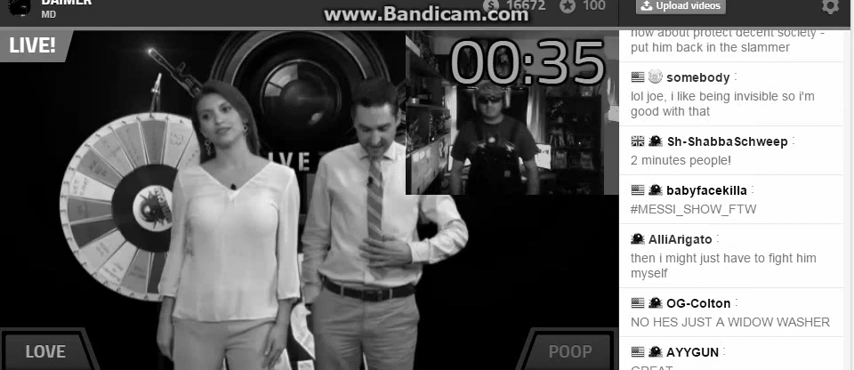 DAIMER
MD
16672
100
www.Bandicam.com
Upload videos
LIVE!
00:35
IVE
LOVE
POOP
how about protect decent society -
put him back in the slammer
somebody :
lol joe, i like being invisible so i'm
good with that
Sh-ShabbaSchweep :
2 minutes people!
babyfacekilla :
#MESSI_SHOW_FTW
AlliArigato :
then i might just have to fight him
myself
OG-Colton :
NO HES JUST A WIDOW WASHER
AYYGUN :
GREAT